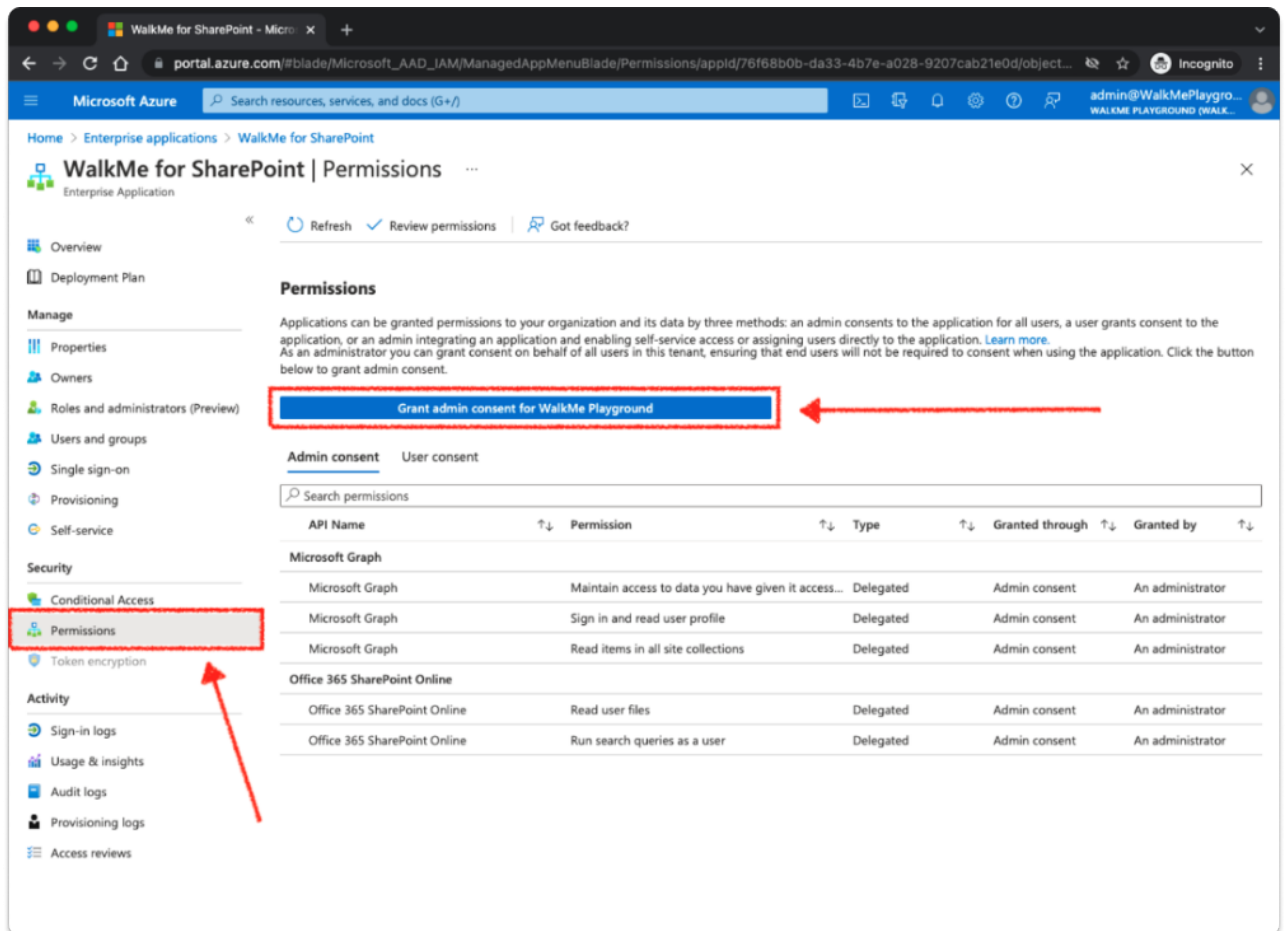 WalkMe for SharePoint - Micro
portal.azure.com/#blade/Microsoft_AAD_IAM/ManagedAppMenuBlade/Permissions/appId/76f68b0b-da33-4b7e-a028-9207cab21e0d/object...
Incognito
Microsoft Azure
Search resources, services, and docs (G+/)
admin@WalkMePlaygro...
WALKME PLAYGROUND (WALK...
Home > Enterprise applications > WalkMe for SharePoint
WalkMe for SharePoint | Permissions ...
Enterprise Application
«
Refresh
Review permissions
Got feedback?
Overview
Deployment Plan
Manage
Properties
Owners
Roles and administrators (Preview)
Users and groups
Single sign-on
Provisioning
Self-service
Security
Conditional Access
Permissions
Token encryption
Activity
Sign-in logs
Usage & insights
Audit logs
Provisioning logs
Access reviews
Permissions
Applications can be granted permissions to your organization and its data by three methods: an admin consents to the application for all users, a user grants consent to the
application, or an admin integrating an application and enabling self-service access or assigning users directly to the application. Learn more.
As an administrator you can grant consent on behalf of all users in this tenant, ensuring that end users will not be required to consent when using the application. Click the button
below to grant admin consent.
Grant admin consent for WalkMe Playground
Admin consent User consent
Search permissions
API Name Permission Type Granted through Granted by
Microsoft Graph
Microsoft Graph Maintain access to data you have given it access... Delegated Admin consent An administrator
Microsoft Graph Sign in and read user profile Delegated Admin consent An administrator
Microsoft Graph Read items in all site collections Delegated Admin consent An administrator
Office 365 SharePoint Online
Office 365 SharePoint Online Read user files Delegated Admin consent An administrator
Office 365 SharePoint Online Run search queries as a user Delegated Admin consent An administrator